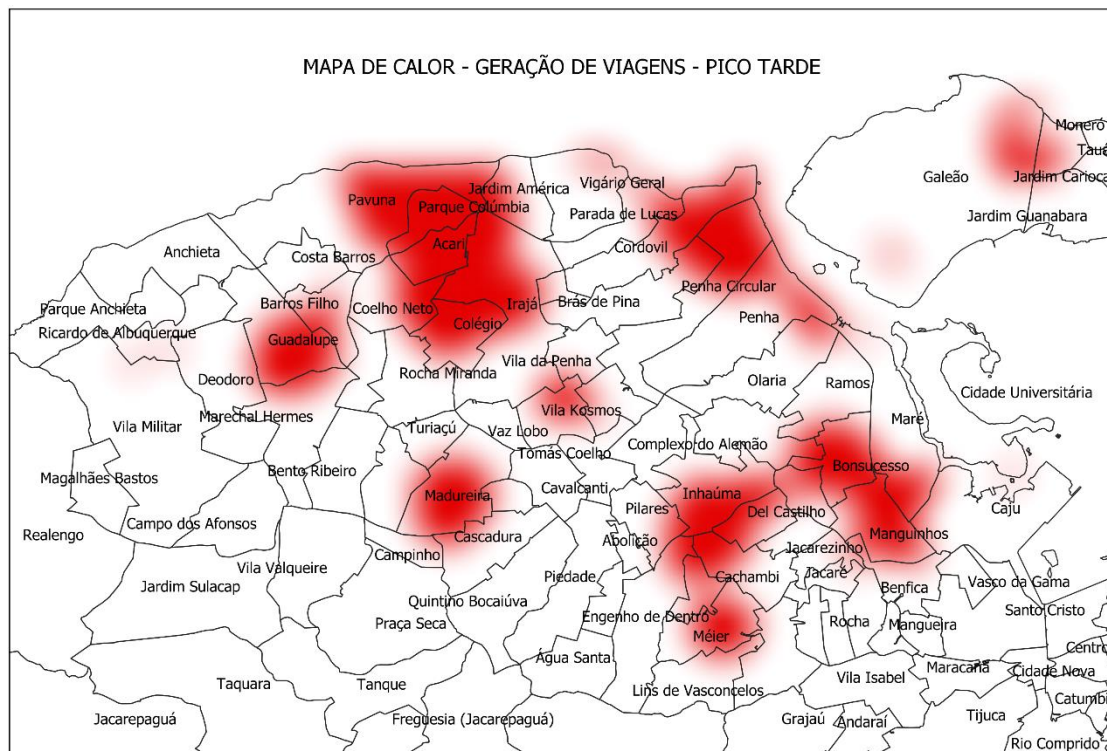 MAPA DE CALOR - GERAÇÃO DE VIAGENS - PICO TARDE
Monero
Tauá
Galeão
Jardim Carioca
Jardim América
Vigário Geral
Pavuna
Parque Colúmbia
Parada de Lucas
Jardim Guanabara
Acari
Cordovil
Anchieta
Costa Barros
Penha Circular
Parque Anchieta
Barros Filho
Coelho Neto
Irajá
Brás de Pina
Penha
Ricardo de Albuquerque
Guadalupe
Colégio
Vila da Penha
Deodoro
Rocha Miranda
Olaria
Ramos
Cidade Universitária
Marechal Hermes
Vila Kosmos
Maré
Vila Militar
Turiaçú
Vaz Lobo
Complexo do Alemão
Tomás Coelho
Bento Ribeiro
Bonsucesso
Magalhães Bastos
Madureira
Cavalcanti
Inhaúma
Pilares
Del Castilho
Caju
Campo dos Afonsos
Realengo
Cascadura
Abolição
Manguinhos
Jacarezinho
Campinho
Vila Valqueire
Piedade
Cachambi
Jacaré
Benfica
Vasco da Gama
Jardim Sulacap
Quintino Bocaiúva
Engenho de Dentro
Santo Cristo
Praça Seca
Rocha
Mangueira
Méier
Centro
Água Santa
Maracanã
Cidade Nova
Taquara
Tanque
Vila Isabel
Lins de Vasconcelos
Catumbi
Jacarepaguá
Freguesia (Jacarepaguá)
Grajaú
Andaraí
Tijuca
Rio Comprido